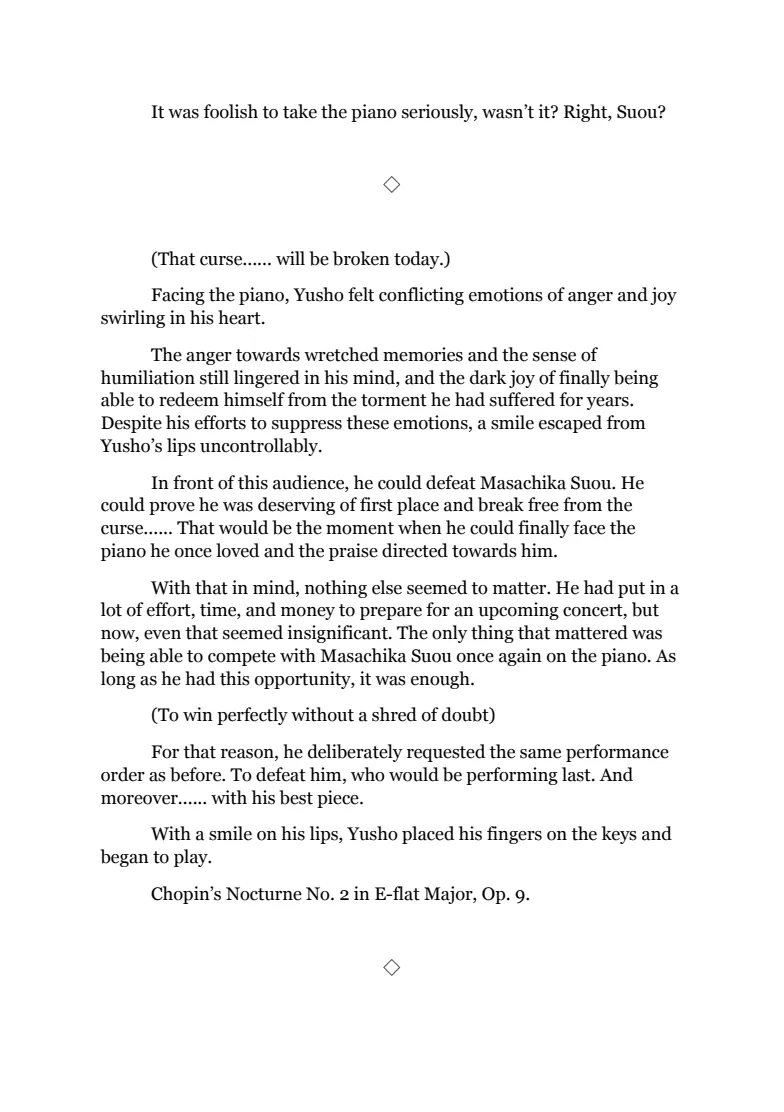 It was foolish to take the piano seriously, wasn’t it? Right, Suou?
◇
(That curse...... will be broken today.)
Facing the piano, Yusho felt conflicting emotions of anger and joy
swirling in his heart.
The anger towards wretched memories and the sense of
humiliation still lingered in his mind, and the dark joy of finally being
able to redeem himself from the torment he had suffered for years.
Despite his efforts to suppress these emotions, a smile escaped from
Yusho’s lips uncontrollably.
In front of this audience, he could defeat Masachika Suou. He
could prove he was deserving of first place and break free from the
curse...... That would be the moment when he could finally face the
piano he once loved and the praise directed towards him.
With that in mind, nothing else seemed to matter. He had put in a
lot of effort, time, and money to prepare for an upcoming concert, but
now, even that seemed insignificant. The only thing that mattered was
being able to compete with Masachika Suou once again on the piano. As
long as he had this opportunity, it was enough.
(To win perfectly without a shred of doubt)
For that reason, he deliberately requested the same performance
order as before. To defeat him, who would be performing last. And
moreover...... with his best piece.
With a smile on his lips, Yusho placed his fingers on the keys and
began to play.
Chopin’s Nocturne No. 2 in E-flat Major, Op. 9.
◇